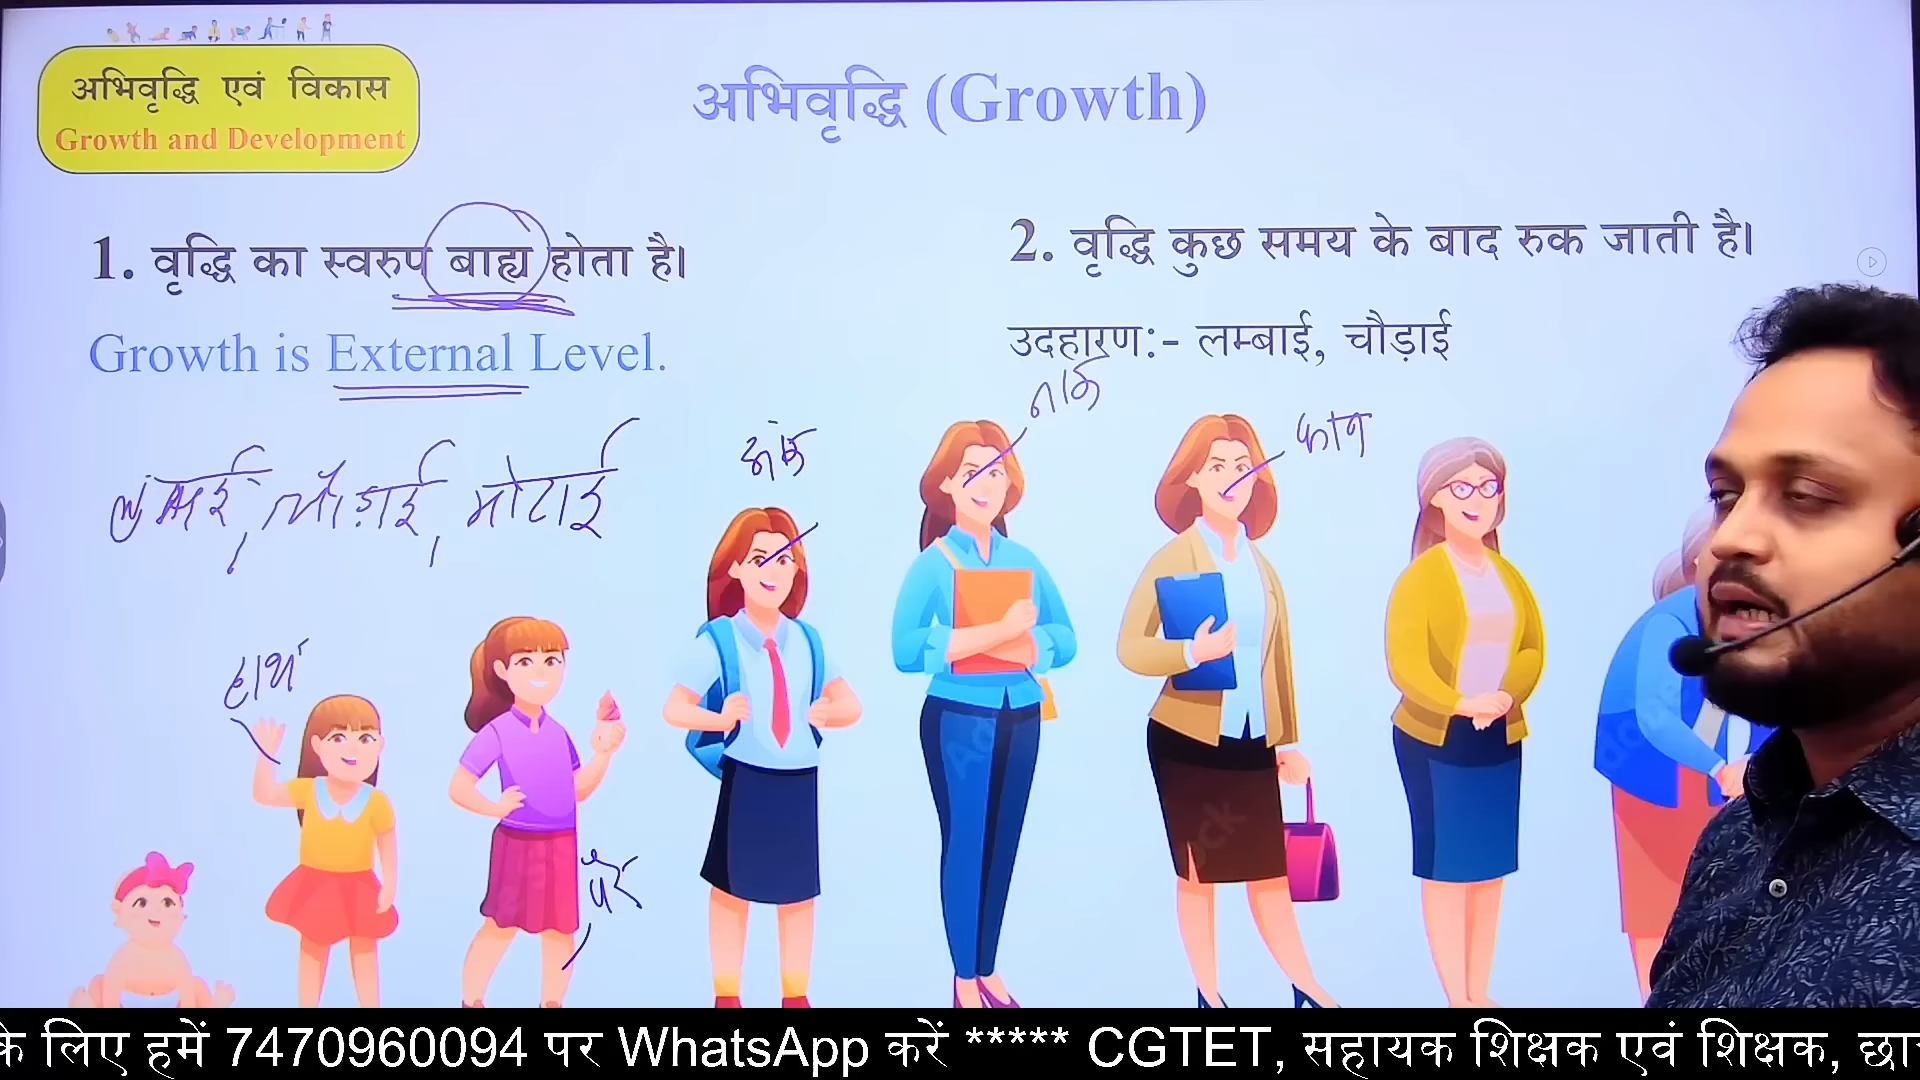 अभिवृद्धि एवं विकास
Growth and Development
अभिवृद्धि (Growth)
1. वृद्धि का स्वरुप बाह्य होता है।
Growth is External Level.
2. वृद्धि कुछ समय के बाद रुक जाती है।
उदहारण:- लम्बाई, चौड़ाई
चौड़ाई, मोटाई
नाक
कान
हाथ
पैर
के लिए हमें 7470960094 पर WhatsApp करें ***** CGTET, सहायक शिक्षक एवं शिक्षक,